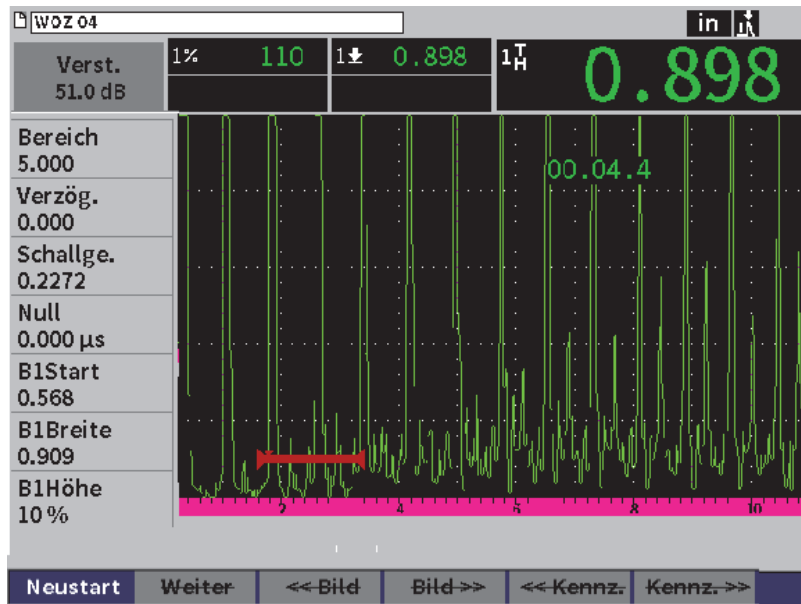 WOZ 04
in
Verst.
51.0 dB
1% 110
1 0.898
1TH 0.898
Bereich
5.000
Verzög.
0.000
Schallge.
0.2272
Null
0.000 µs
B1Start
0.568
B1Breite
0.909
B1Höhe
10 %
00.04.4
2 4 6 8 10
Neustart Weiter <<Bild Bild>> <<Kennz. Kennz.>>